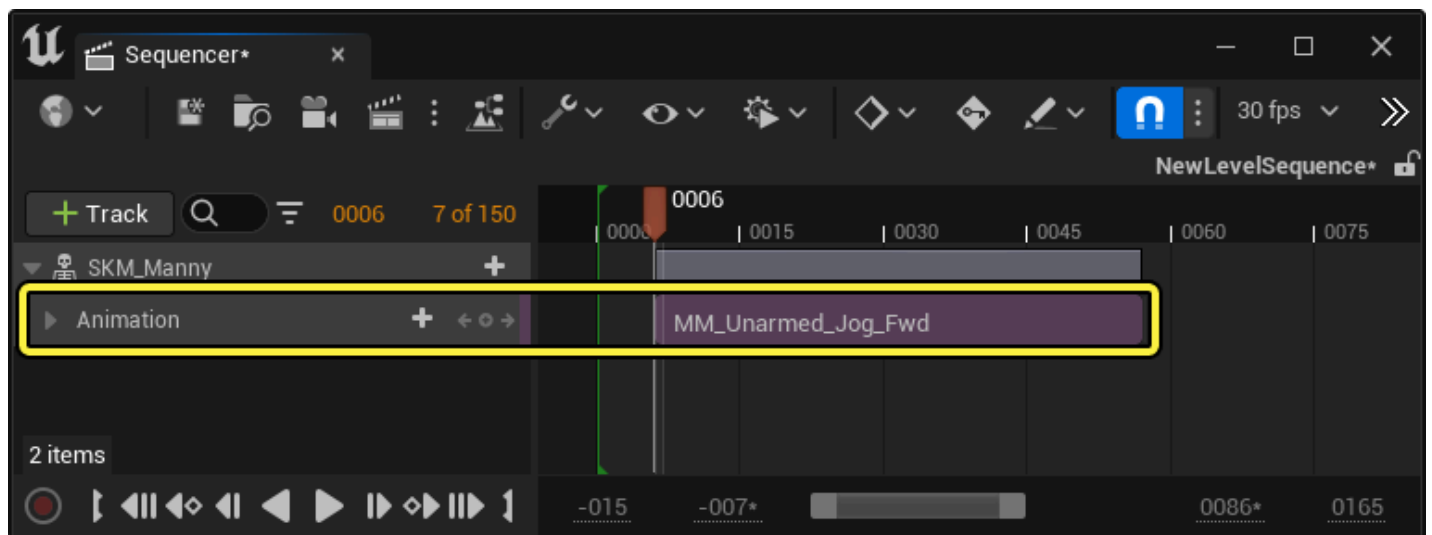 Sequencer*
30 fps
NewLevelSequence*
Track 0006 7 of 150
0006
0000 0015 0030 0045 0060 0075
SKM_Manny
Animation MM_Unarmed_Jog_Fwd
2 items
-015 -007* 0086* 0165